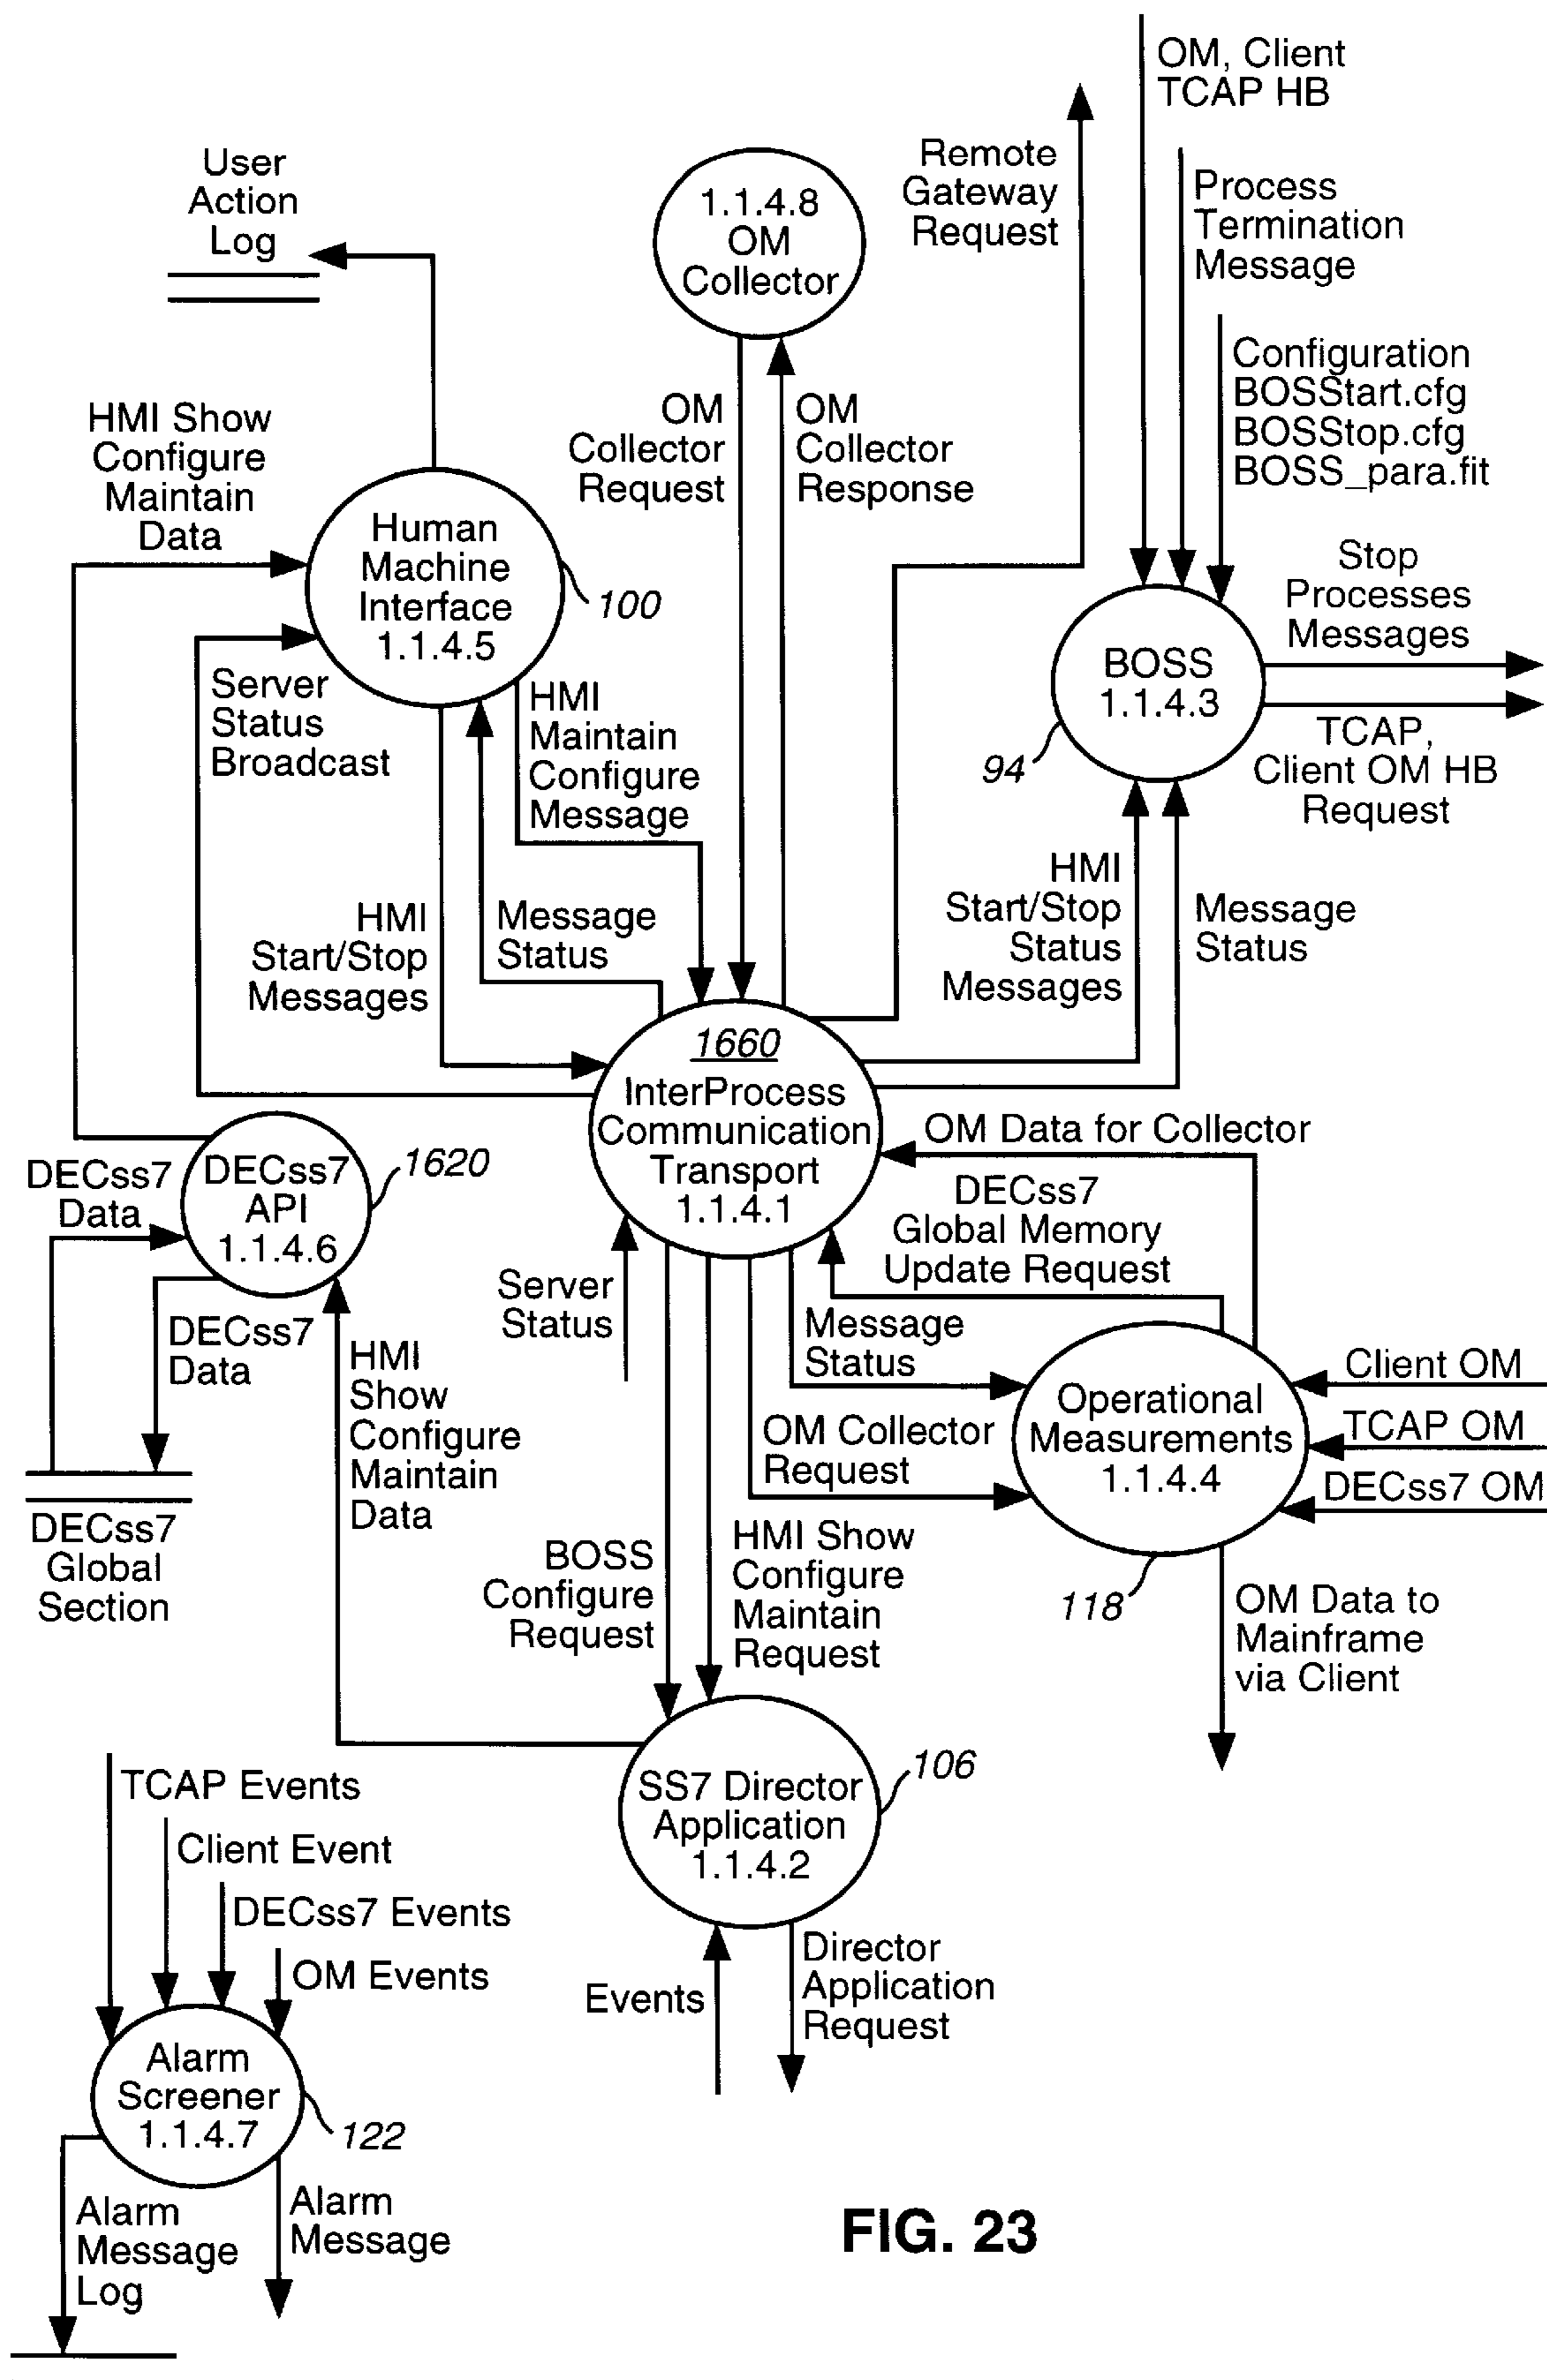 OM, Client
TCAP HB
Remote
Gateway
Request
Process
Termination
Message
User
Action
Log
1.1.4.8
OM
Collector
Configuration
BOSStart.cfg
BOSStop.cfg
BOSS_para.fit
HMI Show
Configure
Maintain
Data
OM
Collector
Request
OM
Collector
Response
Human
Machine
Interface
1.1.4.5
100
Stop
Processes
Messages
BOSS
1.1.4.3
94
TCAP,
Client OM HB
Request
Server
Status
Broadcast
HMI
Maintain
Configure
Message
HMI
Start/Stop
Messages
Message
Status
HMI
Start/Stop
Status
Messages
Message
Status
1660
InterProcess
Communication
Transport
1.1.4.1
OM Data for Collector
DECss7
Data
DECss7
API
1.1.4.6
1620
DECss7
Global Memory
Update Request
Server
Status
DECss7
Data
HMI
Show
Configure
Maintain
Data
Message
Status
Client OM
TCAP OM
DECss7 OM
Operational
Measurements
1.1.4.4
118
OM Collector
Request
DECss7
Global
Section
BOSS
Configure
Request
HMI Show
Configure
Maintain
Request
OM Data to
Mainframe
via Client
SS7 Director
Application
1.1.4.2
106
TCAP Events
Client Event
DECss7 Events
OM Events
Events
Director
Application
Request
Alarm
Screener
1.1.4.7
122
Alarm
Message
Log
Alarm
Message
FIG. 23